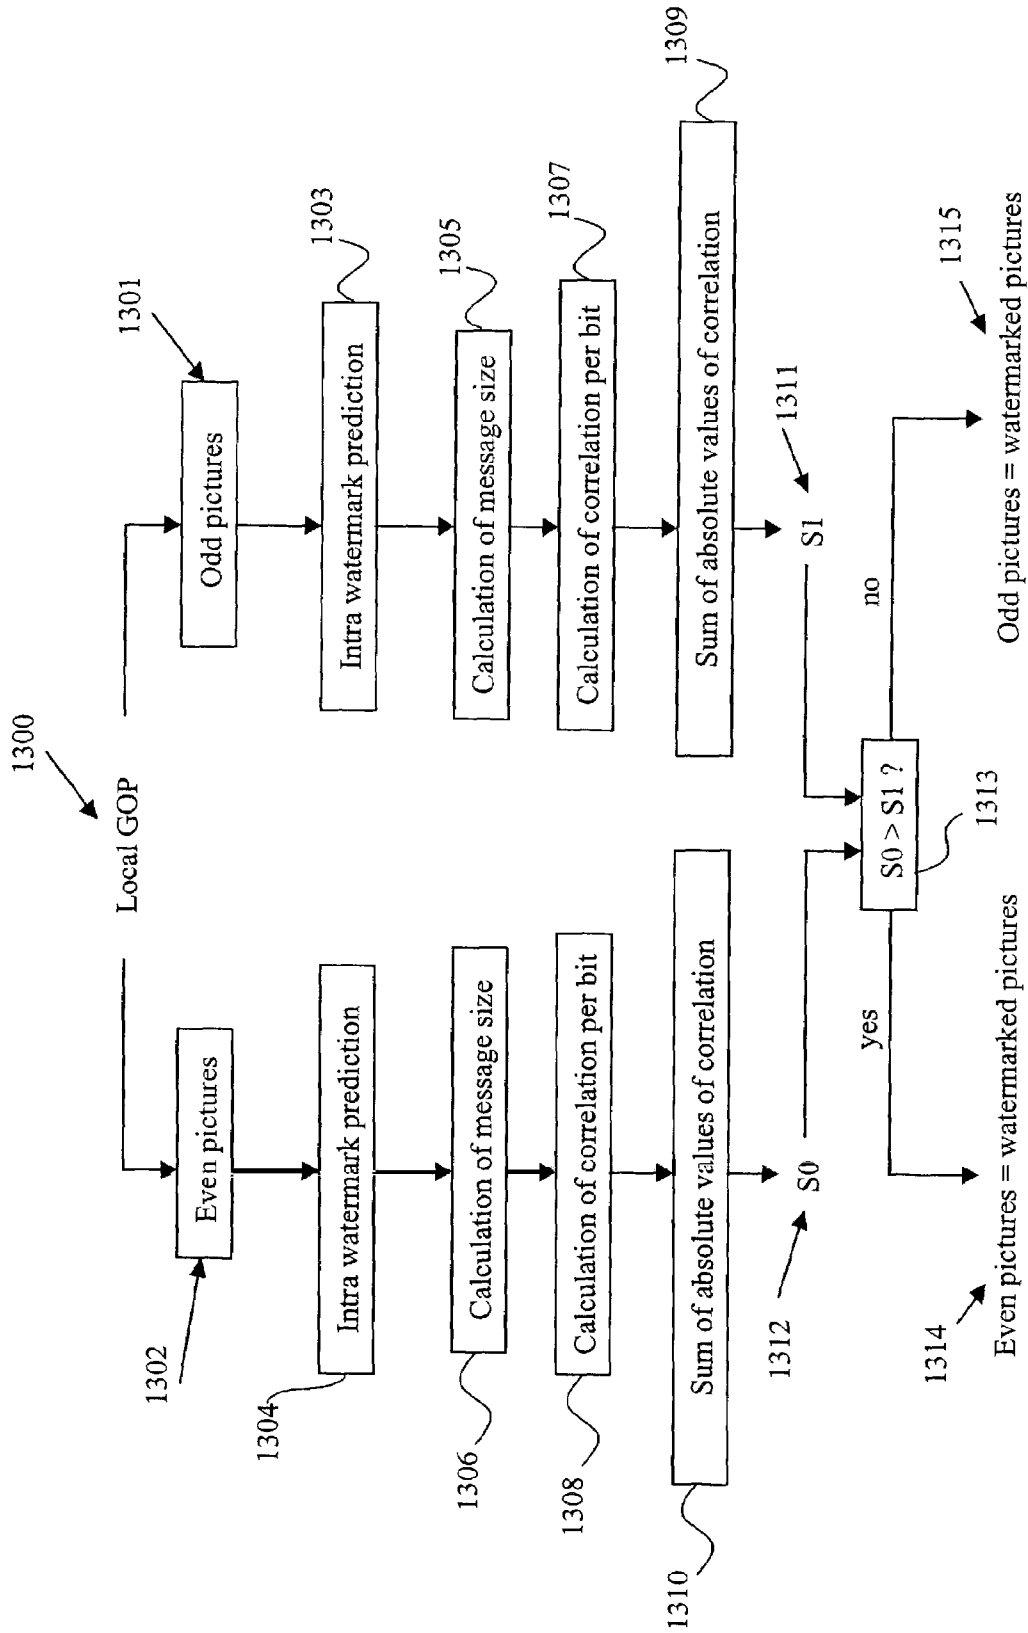 1300
Local GOP
1302
Even pictures
Odd pictures
1301
1304
Intra watermark prediction
Intra watermark prediction
1303
1306
Calculation of message size
Calculation of message size
1305
1308
Calculation of correlation per bit
Calculation of correlation per bit
1307
1310
Sum of absolute values of correlation
Sum of absolute values of correlation
1309
1312
S0
S1
1311
yes
S0 > S1 ?
no
1313
1314
Even pictures = watermarked pictures
1315
Odd pictures = watermarked pictures